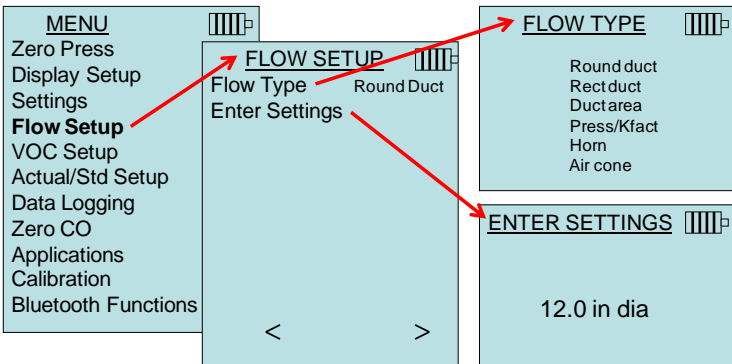 MENU
Zero Press
Display Setup
Settings
Flow Setup
VOC Setup
Actual/Std Setup
Data Logging
Zero CO
Applications
Calibration
Bluetooth Functions
FLOW SETUP
Flow Type Round Duct
Enter Settings
< >
FLOW TYPE
Round duct
Rect duct
Duct area
Press/Kfact
Horn
Air cone
ENTER SETTINGS
12.0 in dia